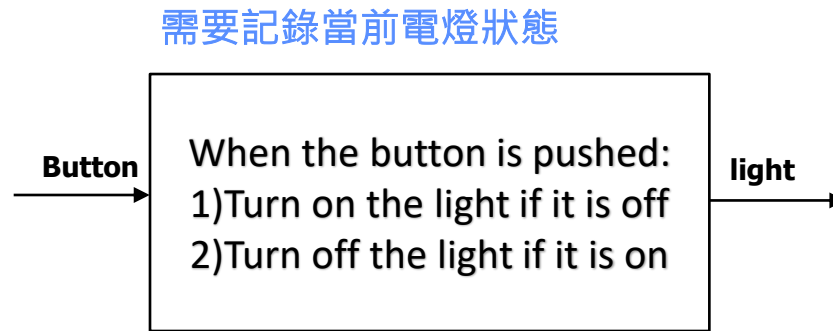 需要記錄當前電燈狀態
Button
When the button is pushed:
1)Turn on the light if it is off
2)Turn off the light if it is on
light